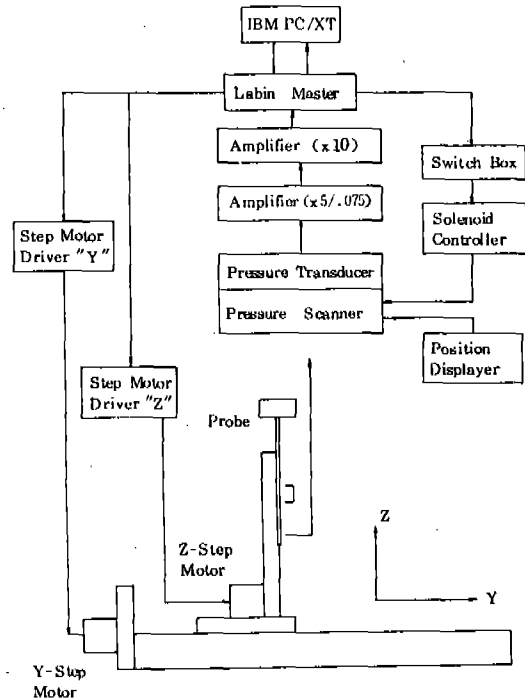 IBM PC/XT
Labin Master
Amplifier (x10)
Switch Box
Amplifier (x5/.075)
Step Motor
Driver "Y"
Solenoid
Controller
Pressure Transducer
Pressure Scanner
Position
Displayer
Step Motor
Driver "Z"
Probe
Z
Z-Step
Motor
Y
Y-Step
Motor